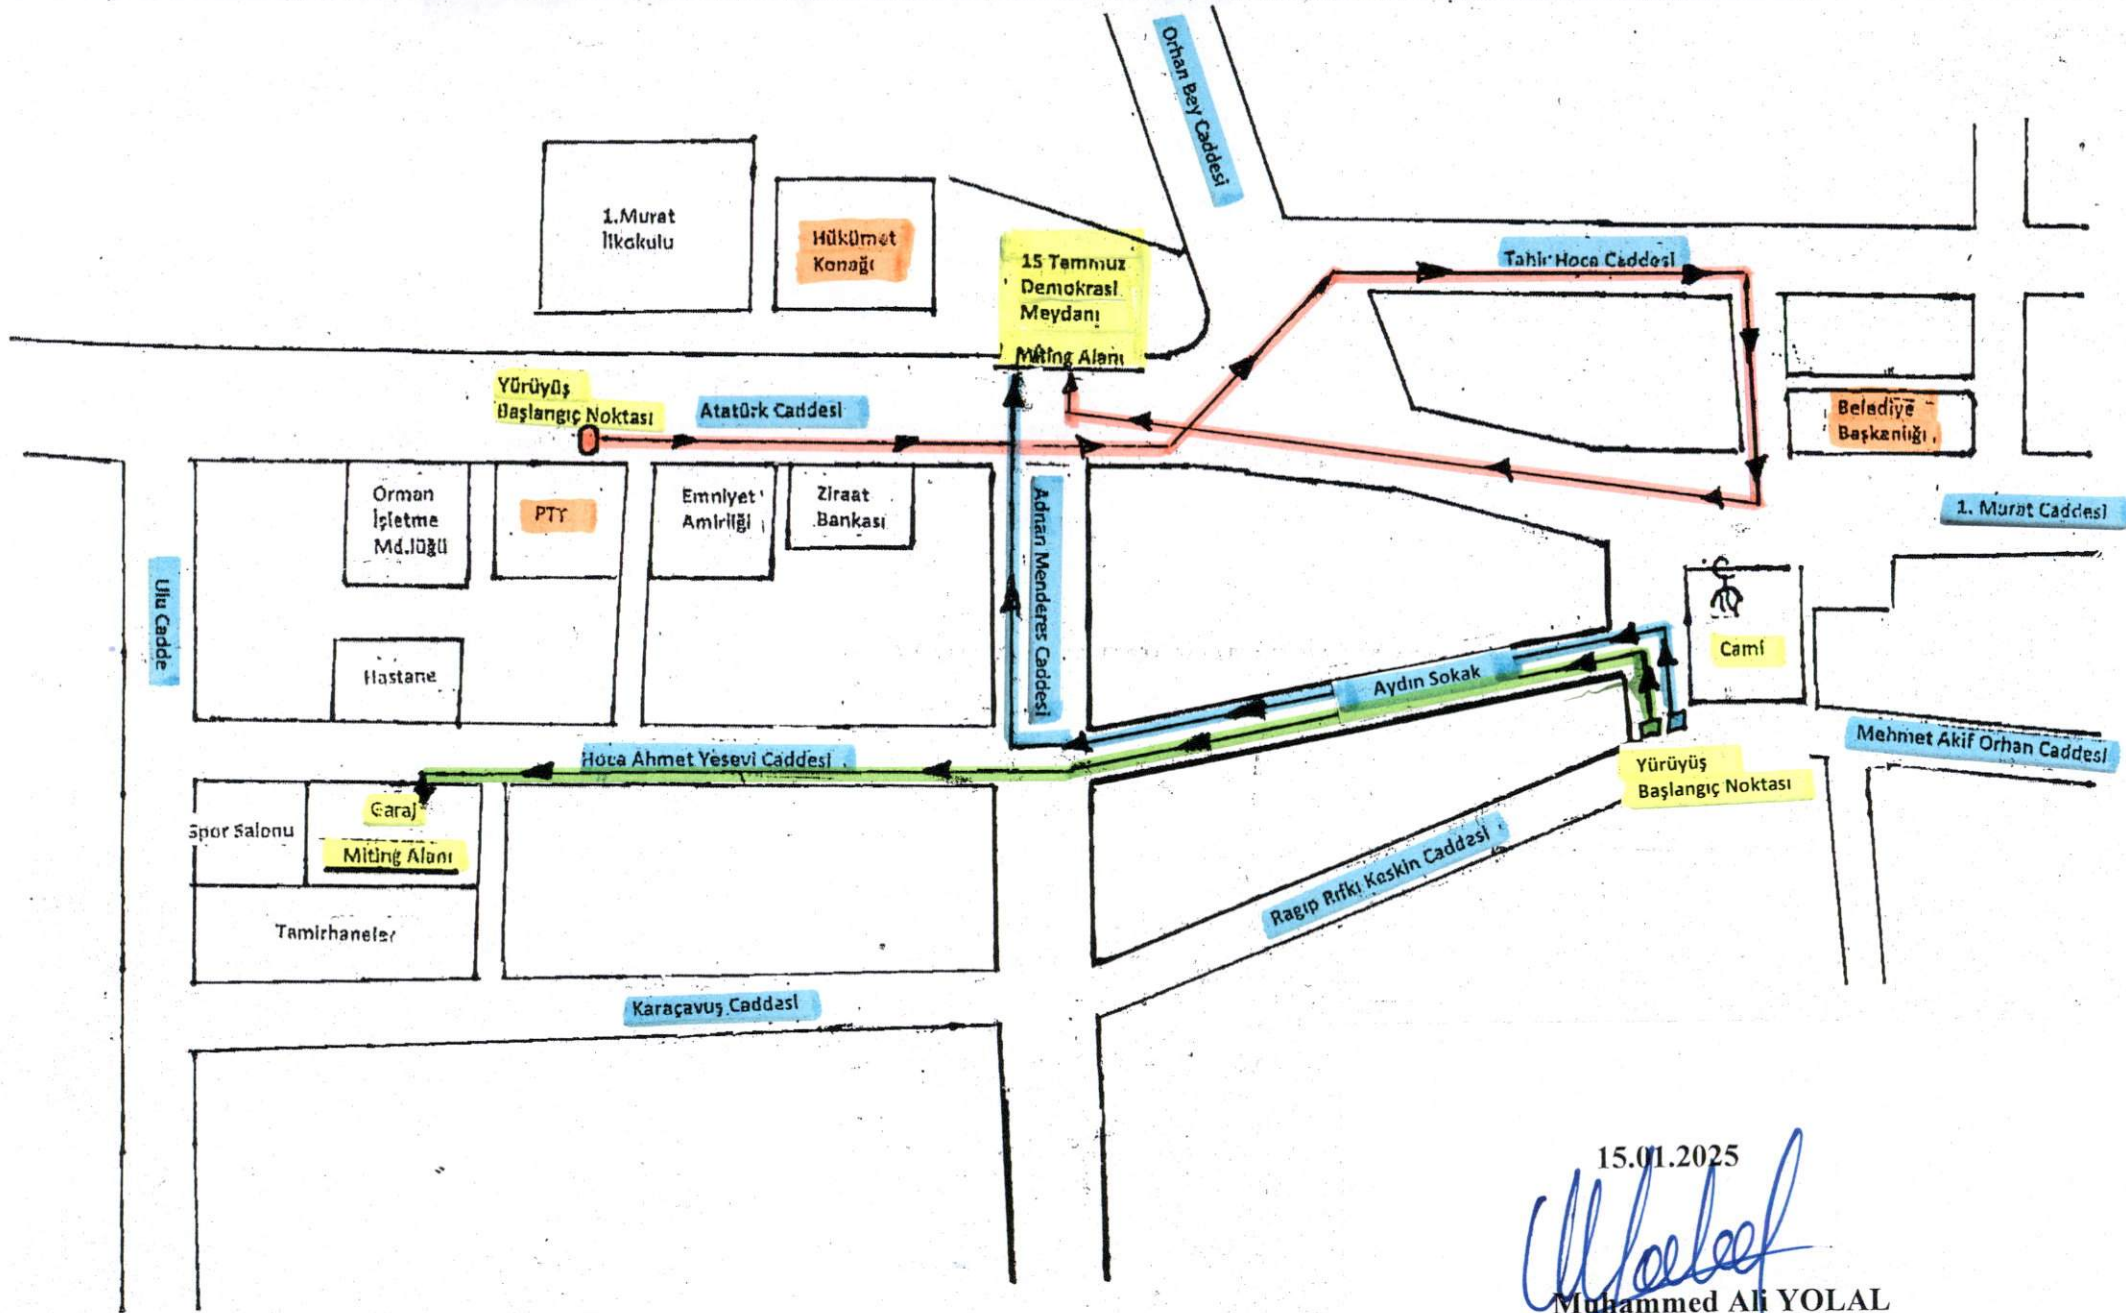 Orhan Bey Caddesi
1.Murat
İlkokulu
Hükümet
Konağı
15 Temmuz
Demokrasi
Meydanı
Miting Alanı
Tahir Hoca Caddesi
Yürüyüş
Başlangıç Noktası
Atatürk Caddesi
Belediye
Başkanlığı
Orman
İşletme
Md.lüğü
PTT
Emniyet
Amirliği
Ziraat
Bankası
Adnan Menderes Caddesi
1. Murat Caddesi
Ulu Cadde
Hastane
Cami
Aydın Sokak
Hoca Ahmet Yesevi Caddesi
Mehmet Akif Orhan Caddesi
Yürüyüş
Başlangıç Noktası
Spor Salonu
Garaj
Miting Alanı
Ragıp Rıfkı Keskin Caddesi
Tamirhaneler
Karaçavuş Caddesi
15.01.2025
Muhammed Ali YOLAL